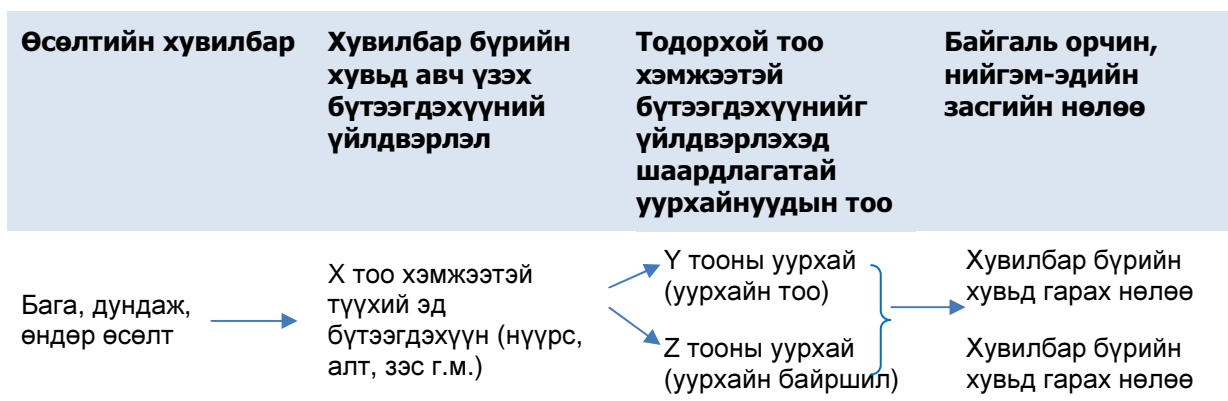 Өсөлтийн хувилбар
Хувилбар бүрийн
хувьд авч үзэх
бүтээгдэхүүний
үйлдвэрлэл
Тодорхой тоо
хэмжээтэй
бүтээгдэхүүнийг
үйлдвэрлэхэд
шаардлагатай
уурхайнуудын тоо
Байгаль орчин,
нийгэм-эдийн
засгийн нөлөө
Бага, дундаж,
өндөр өсөлт
X тоо хэмжээтэй
түүхий эд
бүтээгдэхүүн (нүүрс,
алт, зэс г.м.)
Y тооны уурхай
(уурхайн тоо)
Z тооны уурхай
(уурхайн байршил)
Хувилбар бүрийн
хувьд гарах нөлөө
Хувилбар бүрийн
хувьд гарах нөлөө